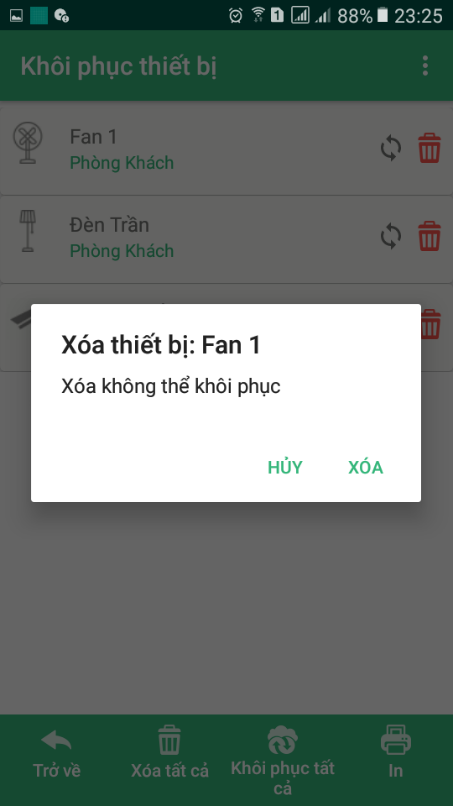 88% 23:25
Khôi phục thiết bị
Fan 1
Phòng Khách
Đèn Trần
Phòng Khách
Xóa thiết bị: Fan 1
Xóa không thể khôi phục
HỦY XÓA
Trở về Xóa tất cả Khôi phục tất In
cả